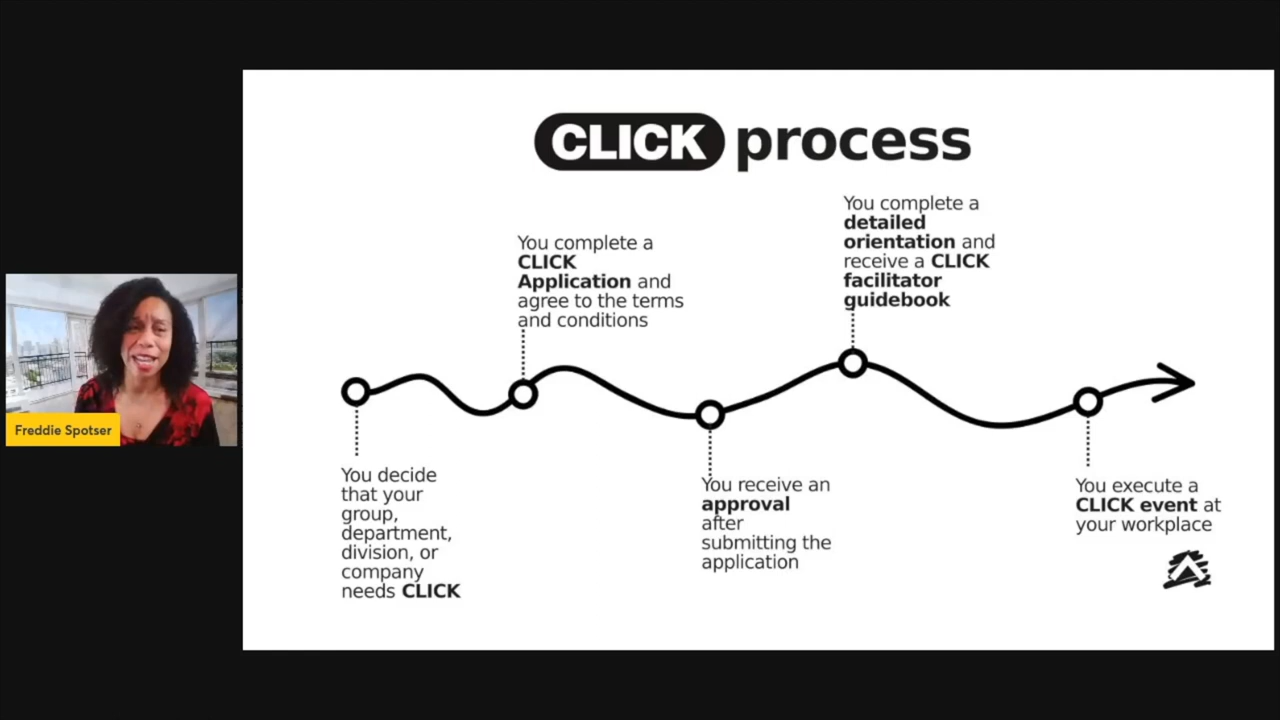 CLICK process
You decide
that your
group,
department,
division, or
company
needs CLICK
You complete a
CLICK
Application and
agree to the terms
and conditions
You receive an
approval
after
submitting the
application
You complete a
detailed
orientation and
receive a CLICK
facilitator
guidebook
You execute a
CLICK event at
your workplace
Freddie Spotser